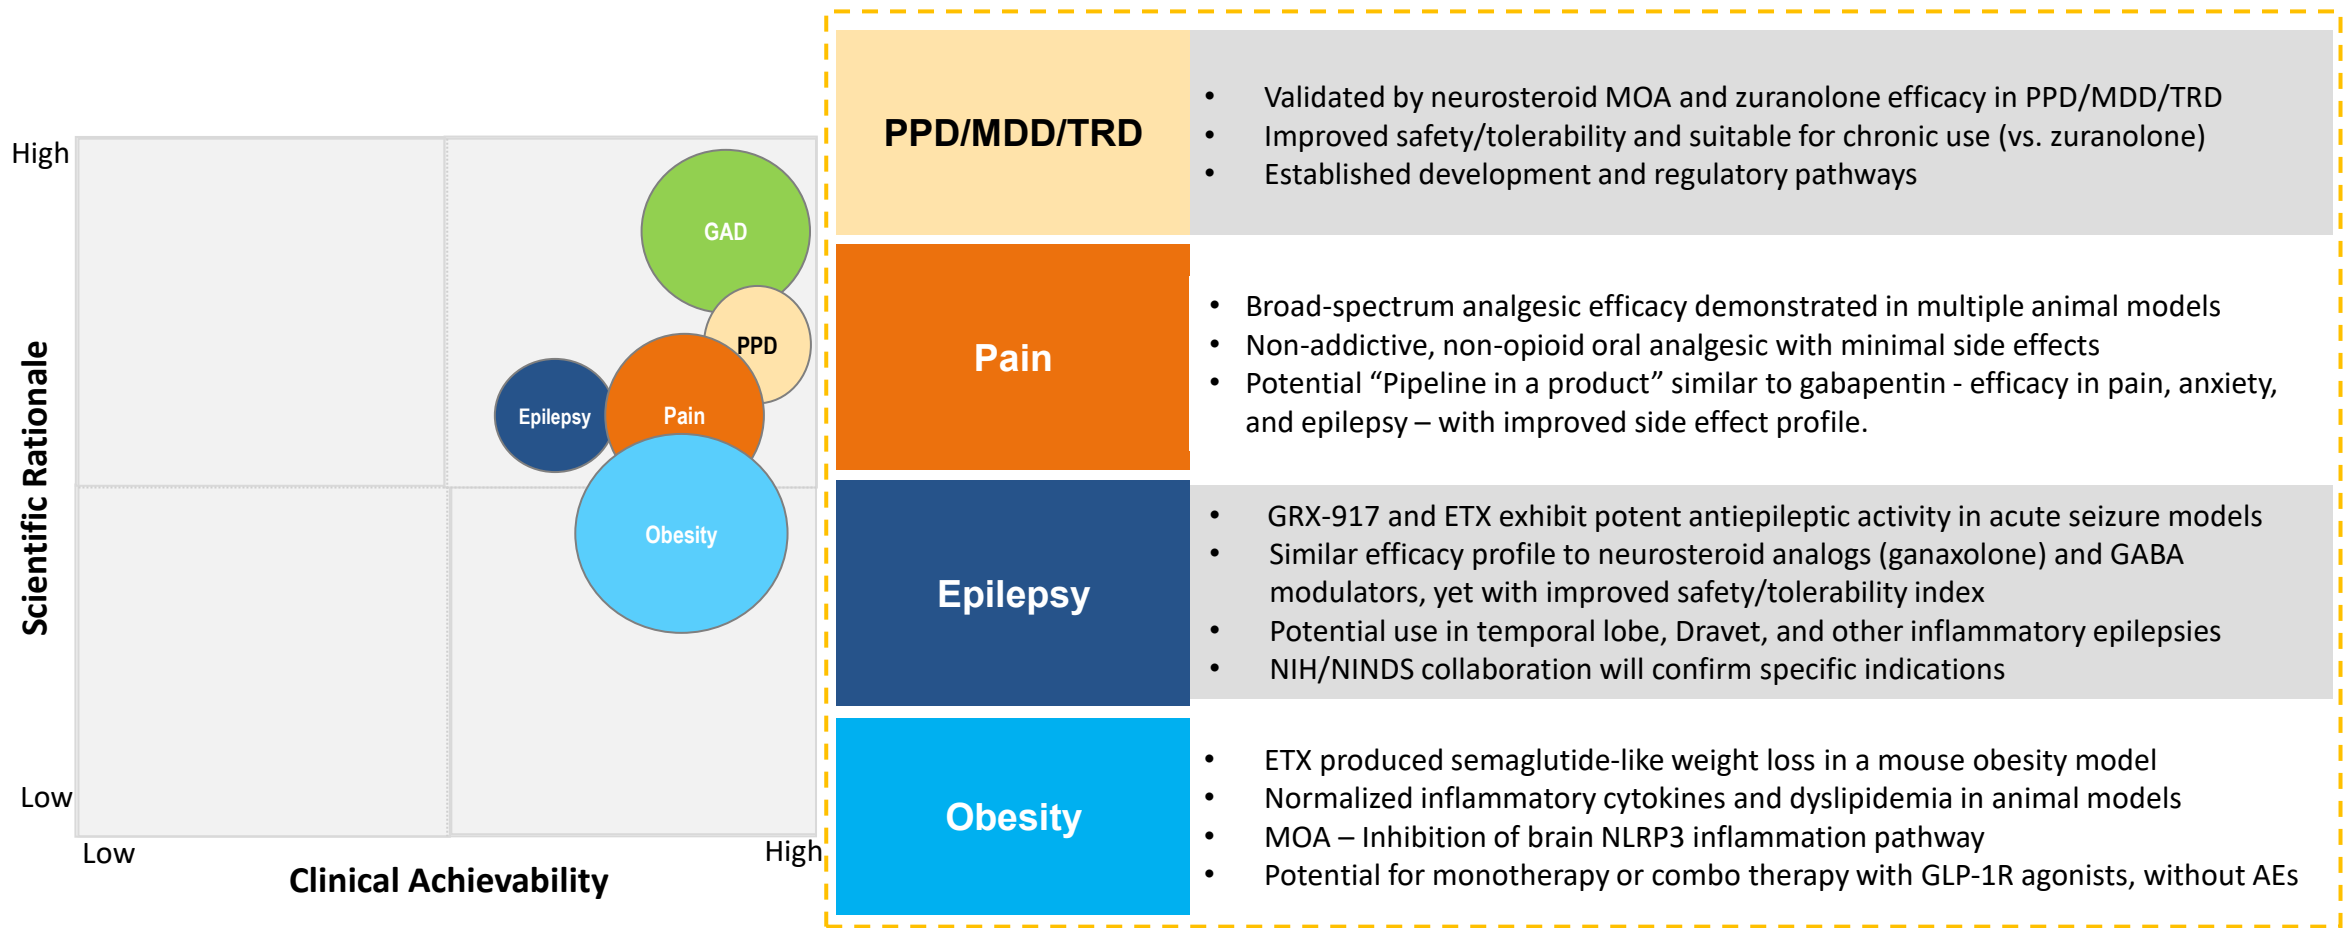 High
Scientific Rationale
Low
Low
High
Clinical Achievability
GAD
PPD
Epilepsy
Pain
Obesity
PPD/MDD/TRD
• Validated by neurosteroid MOA and zuranolone efficacy in PPD/MDD/TRD
• Improved safety/tolerability and suitable for chronic use (vs. zuranolone)
• Established development and regulatory pathways
Pain
• Broad-spectrum analgesic efficacy demonstrated in multiple animal models
• Non-addictive, non-opioid oral analgesic with minimal side effects
• Potential “Pipeline in a product” similar to gabapentin - efficacy in pain, anxiety,
and epilepsy – with improved side effect profile.
Epilepsy
• GRX-917 and ETX exhibit potent antiepileptic activity in acute seizure models
• Similar efficacy profile to neurosteroid analogs (ganaxolone) and GABA
modulators, yet with improved safety/tolerability index
• Potential use in temporal lobe, Dravet, and other inflammatory epilepsies
• NIH/NINDS collaboration will confirm specific indications
Obesity
• ETX produced semaglutide-like weight loss in a mouse obesity model
• Normalized inflammatory cytokines and dyslipidemia in animal models
• MOA – Inhibition of brain NLRP3 inflammation pathway
• Potential for monotherapy or combo therapy with GLP-1R agonists, without AEs